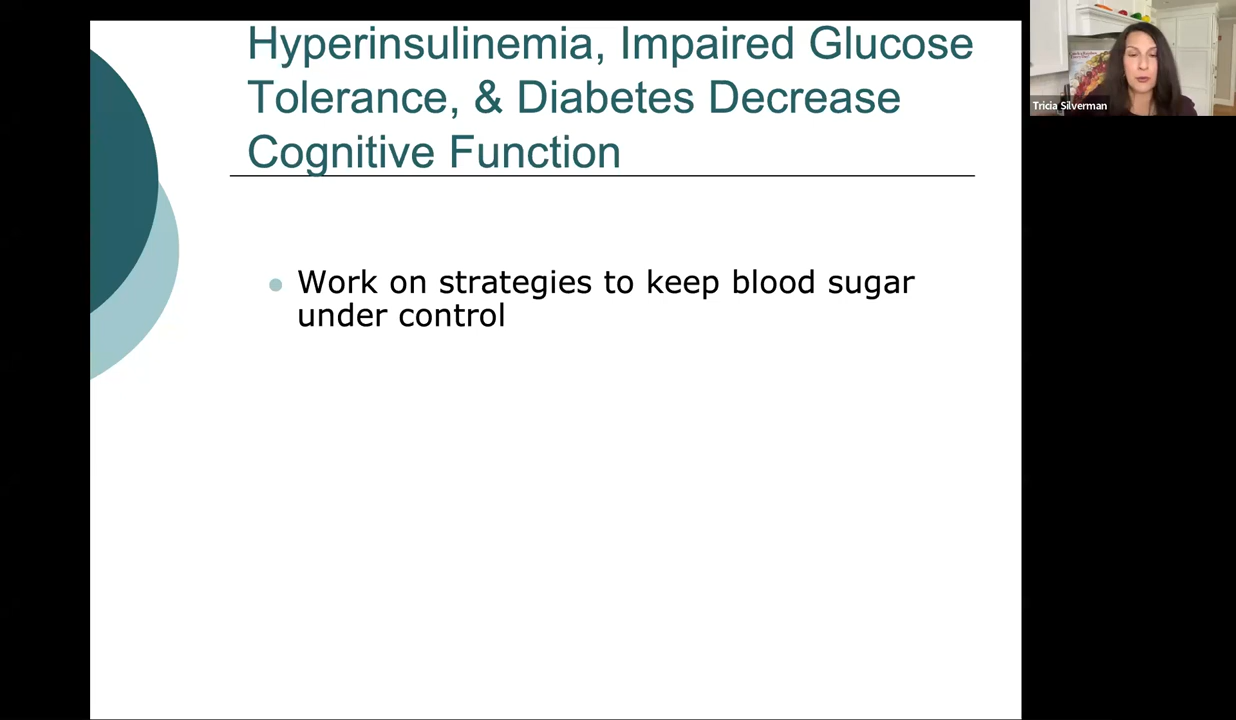 Hyperinsulinemia, Impaired Glucose
Tolerance, & Diabetes Decrease
Cognitive Function
Work on strategies to keep blood sugar
under control
Tricia Silverman